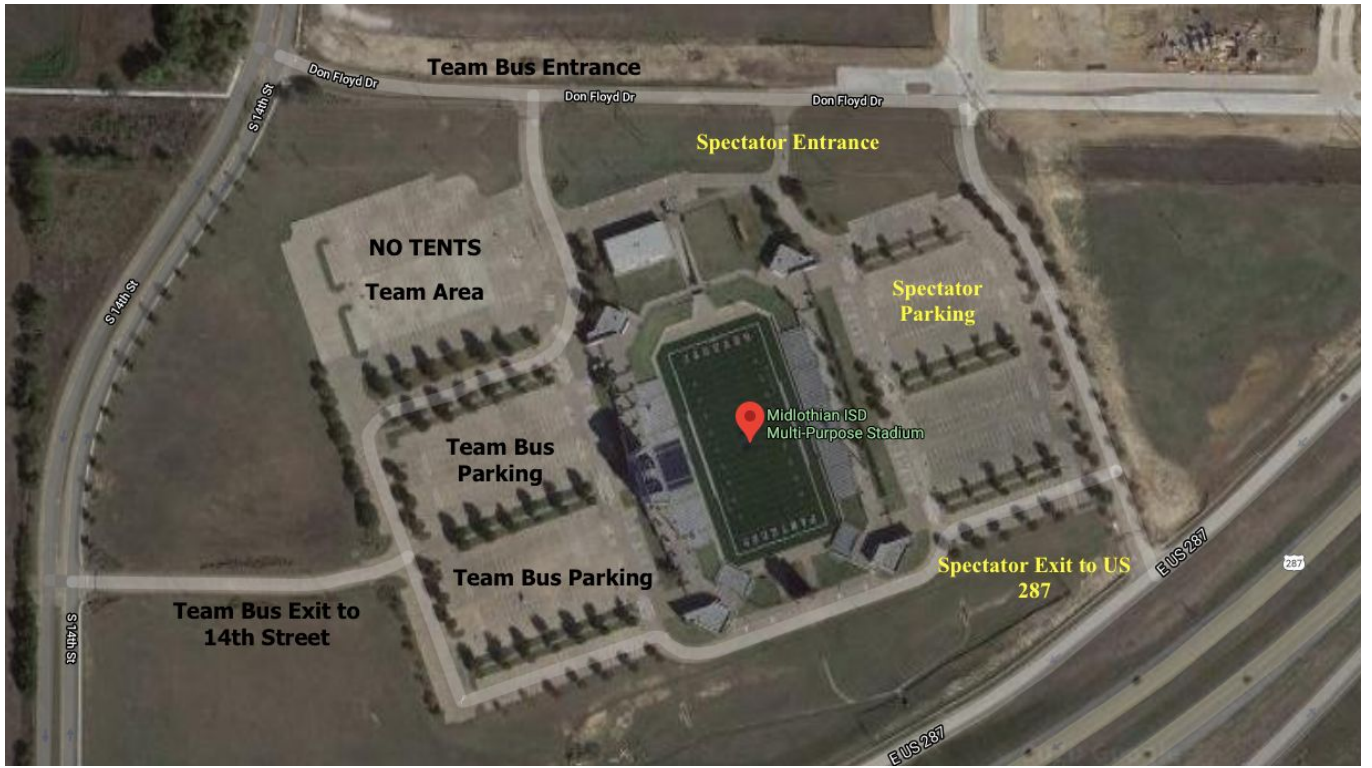 Team Bus Entrance
Don Floyd Dr
Don Floyd Dr
Don Floyd Dr
S 14th St
Spectator Entrance
NO TENTS
Team Area
Spectator
Parking
S 14th St
Midlothian ISD
Multi-Purpose Stadium
Team Bus
Parking
E US 287
287
Spectator Exit to US
287
Team Bus Parking
Team Bus Exit to
14th Street
S 14th St
E US 287